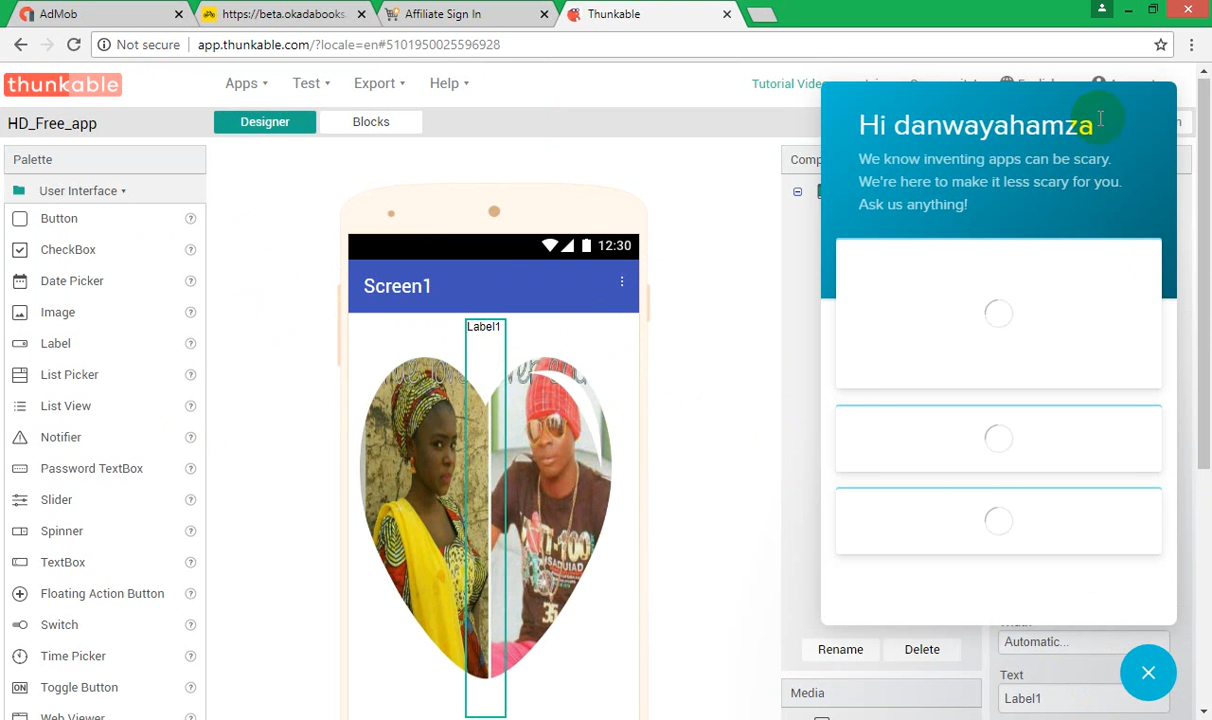 AdMob
https://beta.okadabooks.
Affiliate Sign In
Thunkable
Not secure
app.thunkable.com/?locale=en#5101950025596928
thunkable
Apps
Test
Export
Help
Tutorial Vide
HD_Free_app
Designer
Blocks
Palette
User Interface
Button
CheckBox
Date Picker
Image
Label
List Picker
List View
Notifier
Password TextBox
Slider
Spinner
TextBox
Floating Action Button
Switch
Time Picker
ON
Toggle Button
Web Viewer
12:30
Screen1
Label1
35
Comp
Hi danwayahamza
We know inventing apps can be scary.
We're here to make it less scary for you.
Ask us anything!
Rename
Delete
Media
Automatic...
Text
Label1